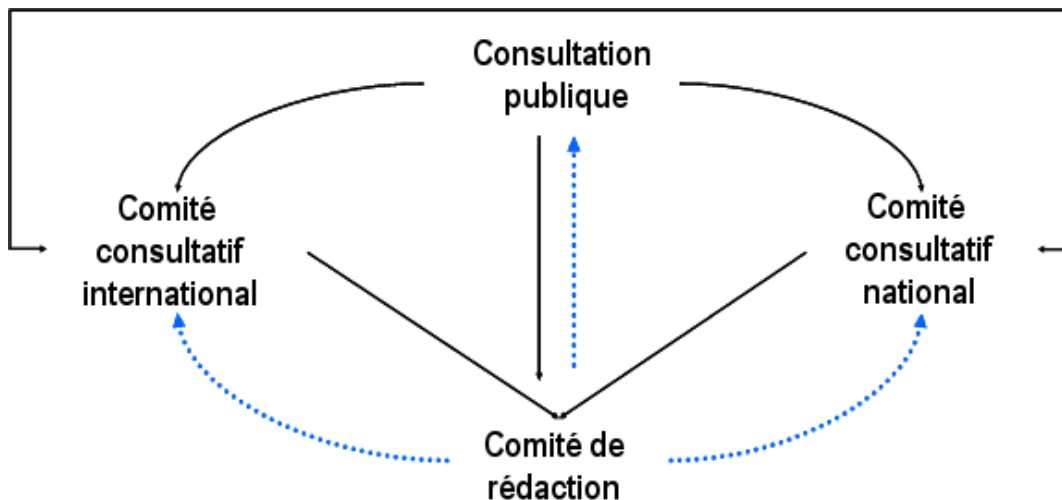 Consultation
publique
Comité
consultatif
international
Comité
consultatif
national
Comité de
rédaction